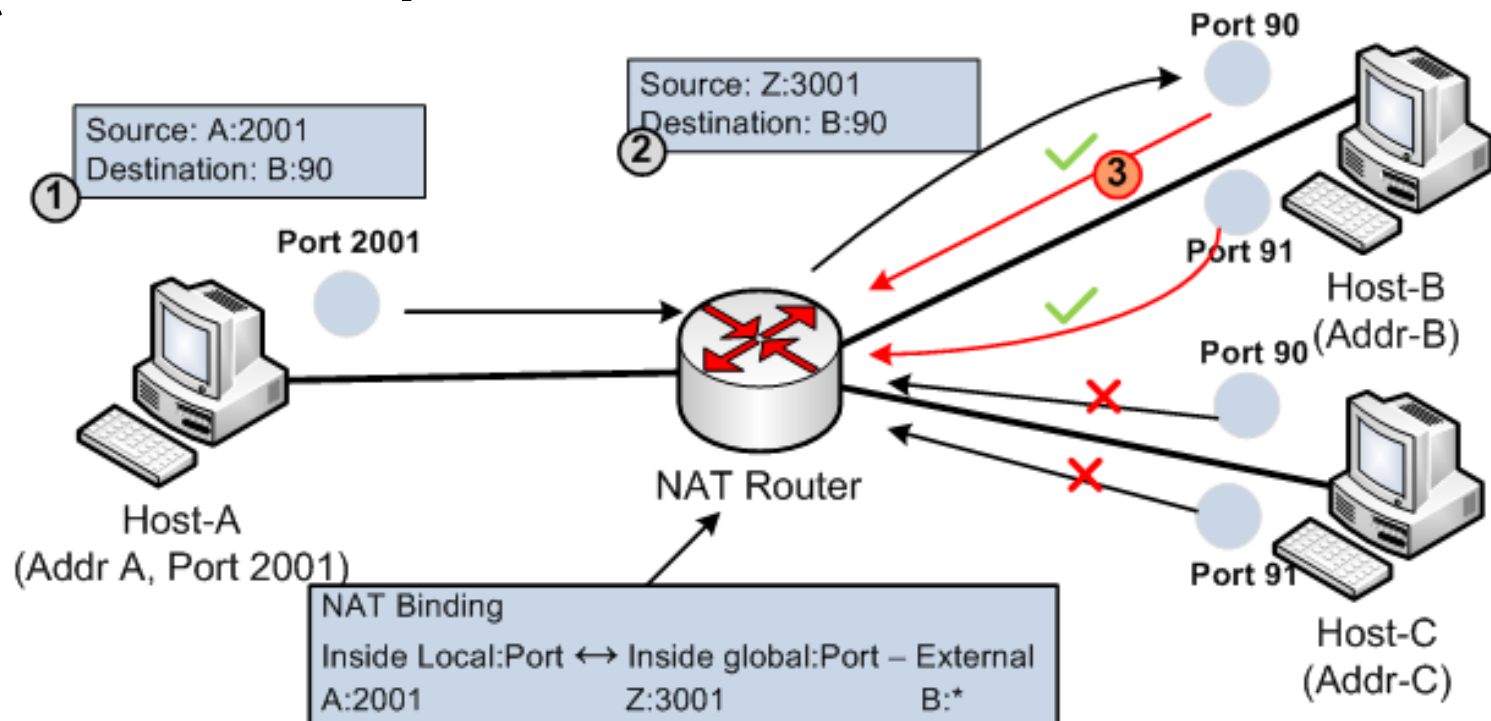 Port 90
Source: Z:3001
Destination: B:90
2
Source: A:2001
Destination: B:90
1
3
Port 2001
Port 91
Host-B
(Addr-B)
Port 90
NAT Router
Host-A
(Addr A, Port 2001)
Port 91
Host-C
(Addr-C)
NAT Binding
Inside Local:Port ↔ Inside global:Port – External
A:2001 Z:3001 B:*